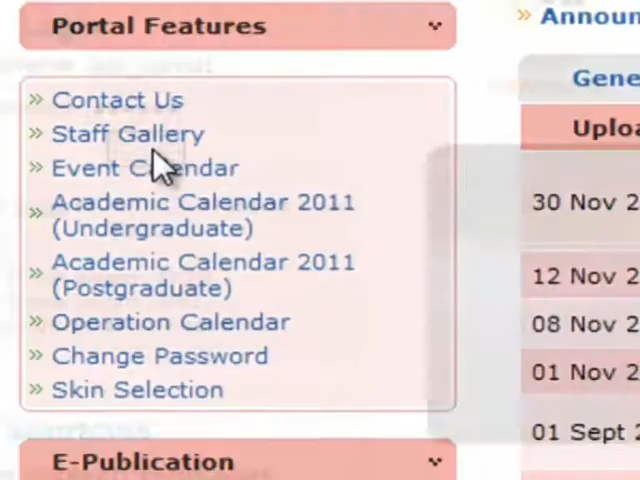 Portal Features
» Contact Us
» Staff Gallery
» Event Calendar
» Academic Calendar 2011
(Undergraduate)
» Academic Calendar 2011
(Postgraduate)
» Operation Calendar
» Change Password
» Skin Selection
E-Publication
» Announ
Gene
Uploa
30 Nov 2
12 Nov 2
08 Nov 2
01 Nov 2
01 Sept 2